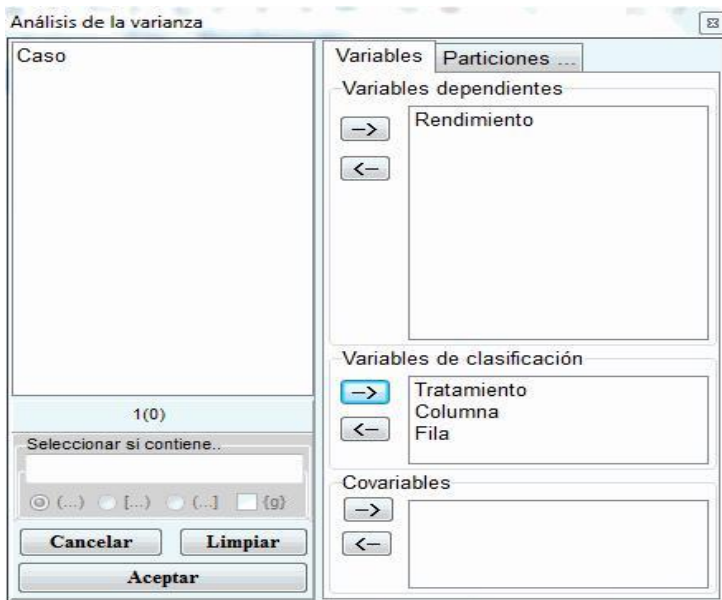 Análisis de la varianza
Caso
1(0)
Seleccionar si contiene..
(...) [...) (...] {g}
Cancelar Limpiar
Aceptar
Variables Particiones ...
Variables dependientes
-->
<--
Rendimiento
Variables de clasificación
-->
<--
Tratamiento
Columna
Fila
Covariables
-->
<--